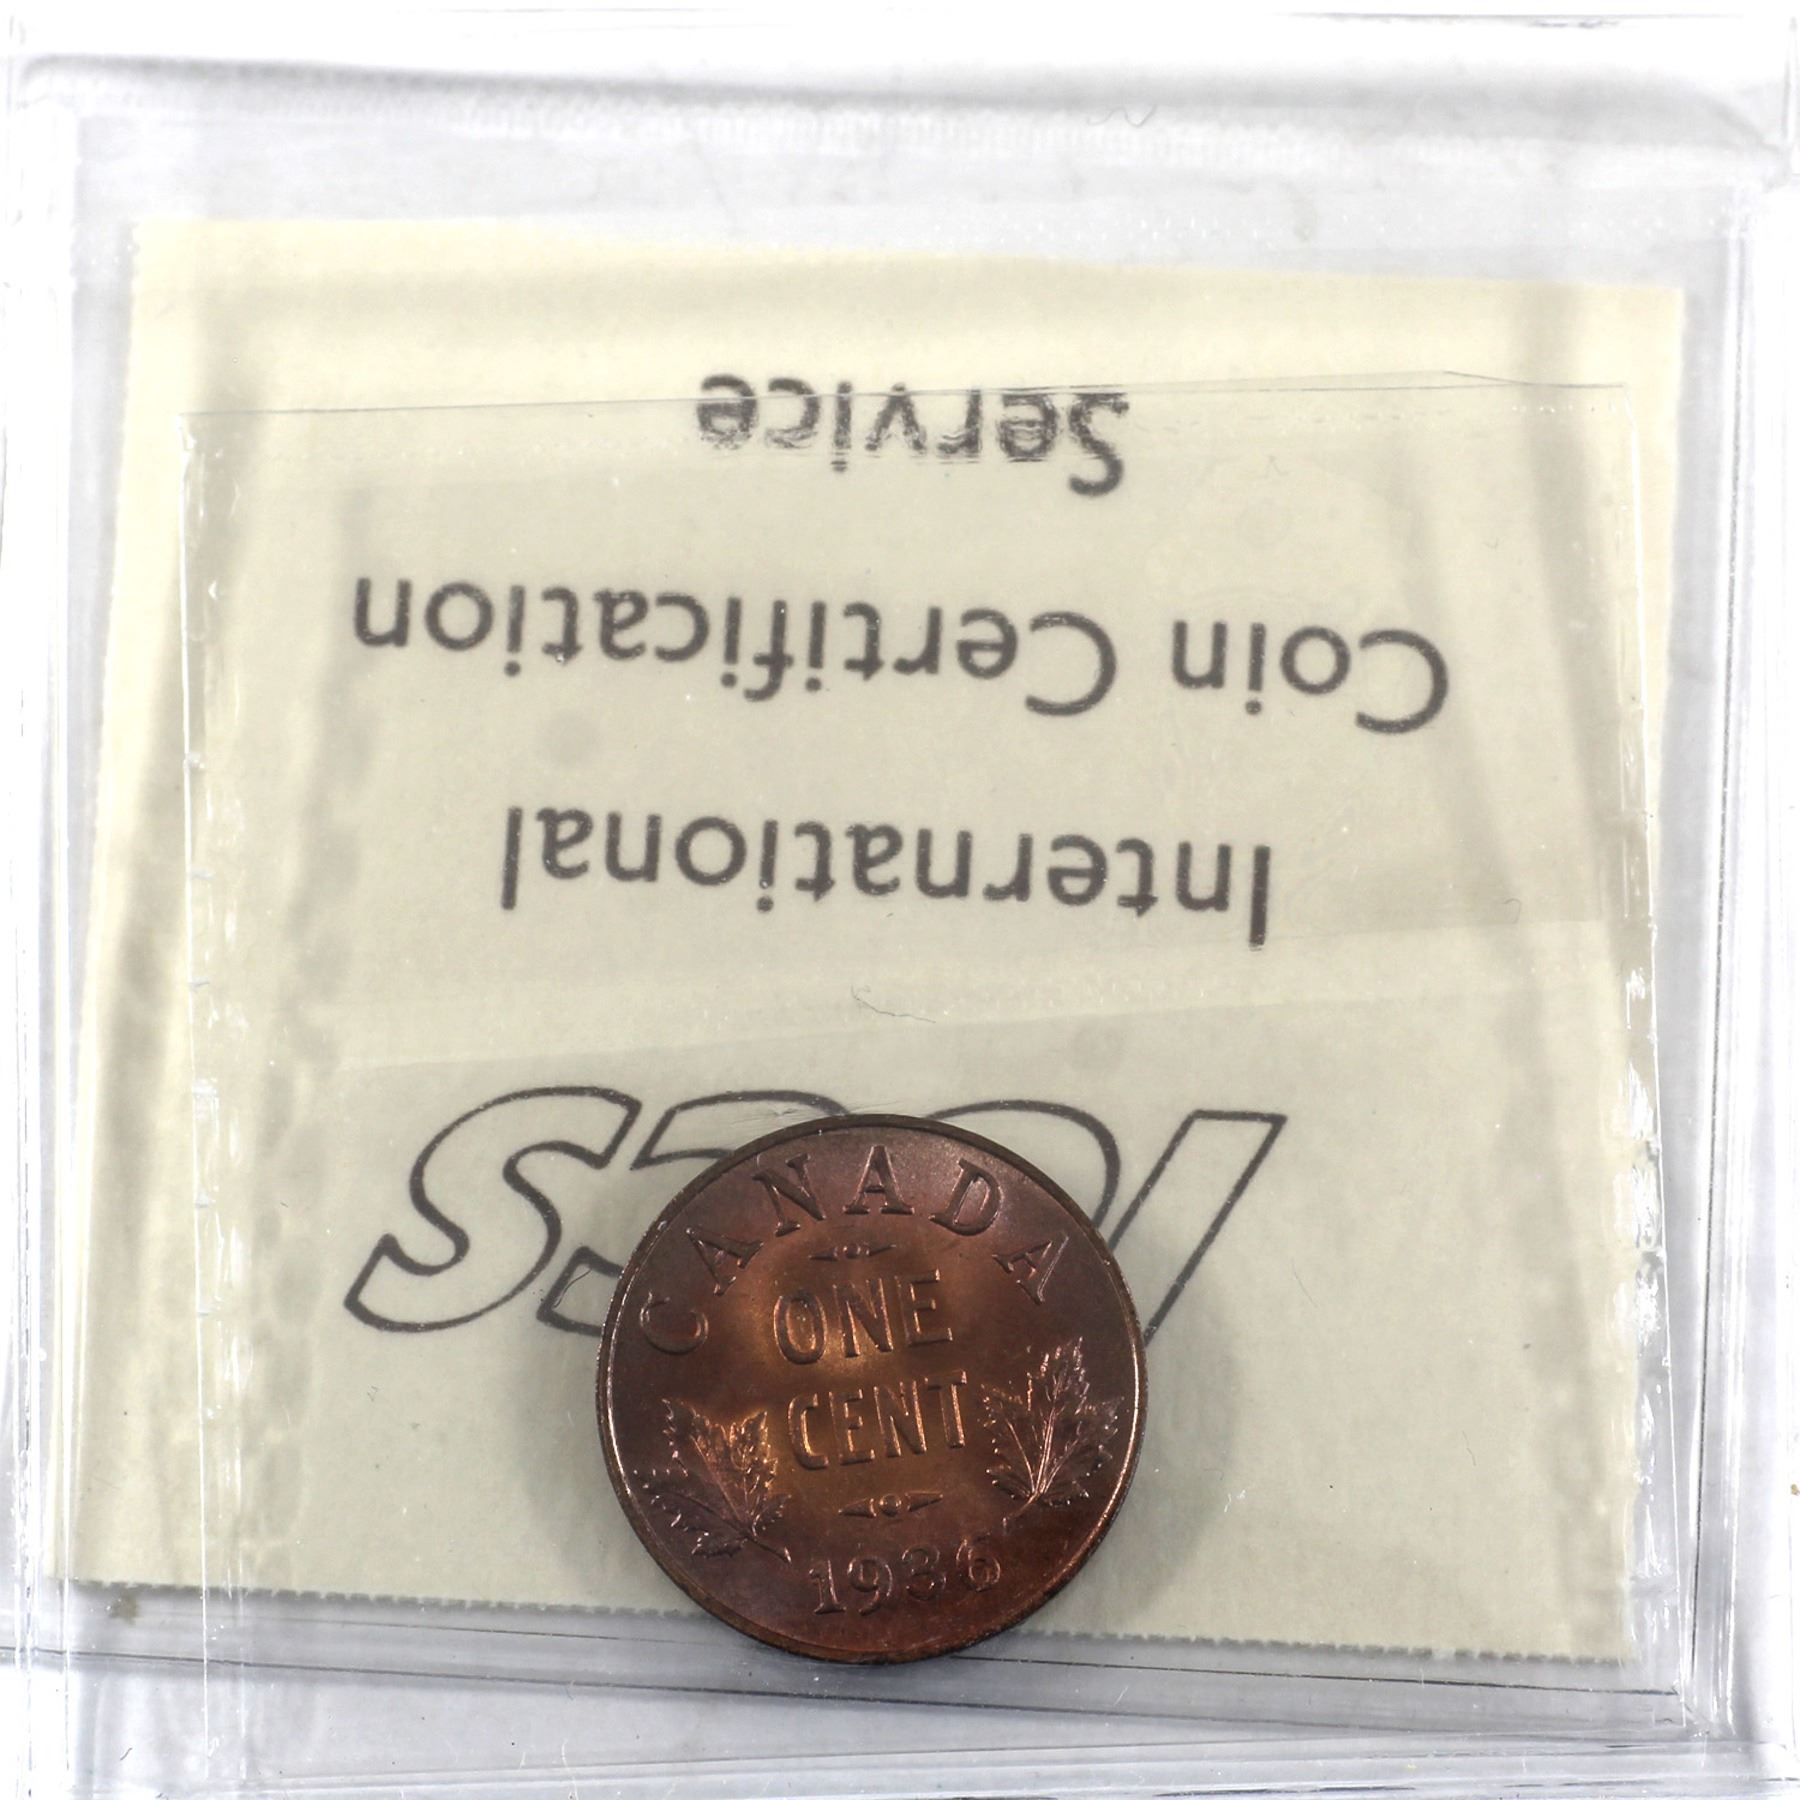 ICCS
International
Coin Certification
Service
CANADA
ONE
CENT
1936